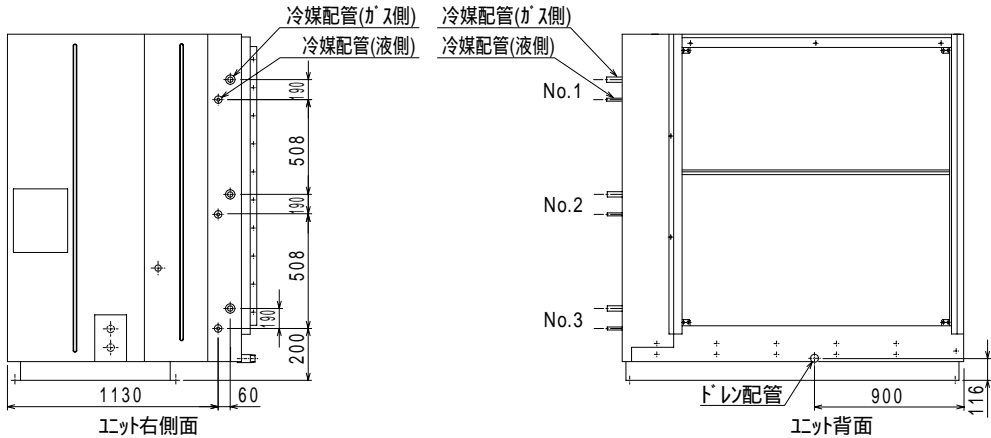 冷媒配管(ガス側)
冷媒配管(液側)
190
508
190
508
190
200
1130
60
ユニット右側面
冷媒配管(ガス側)
冷媒配管(液側)
No.1
No.2
No.3
ドレン配管
900
116
ユニット背面